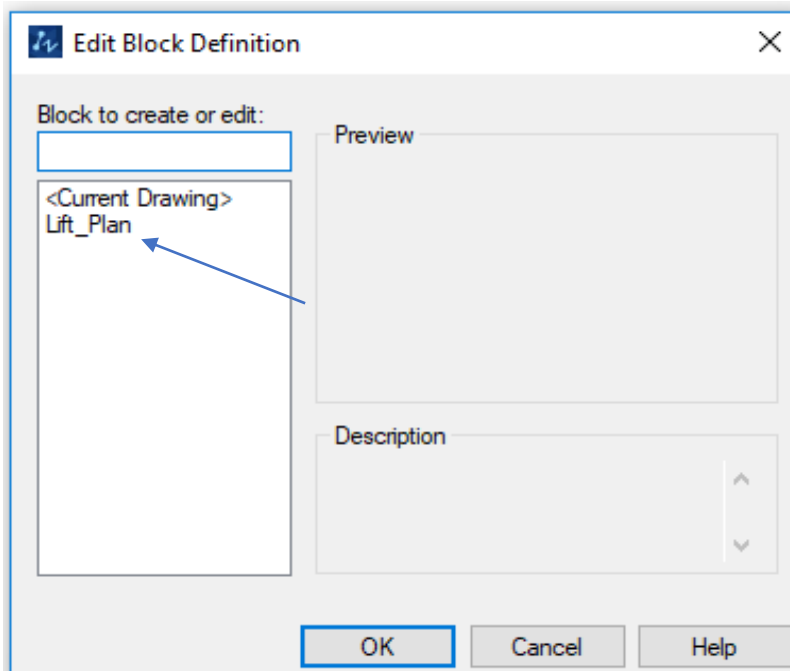 Edit Block Definition
Block to create or edit:
<Current Drawing>
Lift_Plan
Preview
Description
OK
Cancel
Help